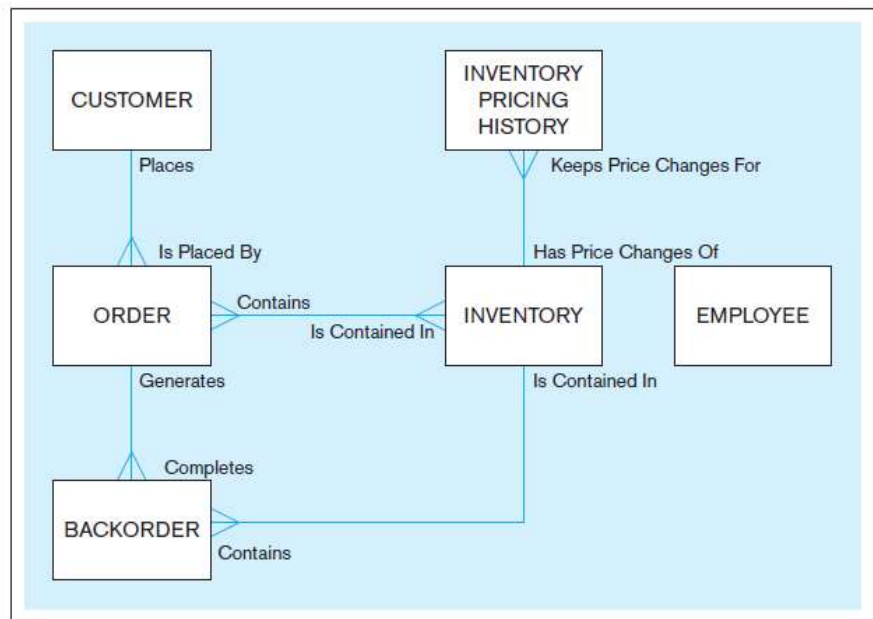 CUSTOMER
INVENTORY
PRICING
HISTORY
Places
Keeps Price Changes For
Is Placed By
Has Price Changes Of
ORDER
Contains
Is Contained In
INVENTORY
EMPLOYEE
Generates
Is Contained In
Completes
BACKORDER
Contains